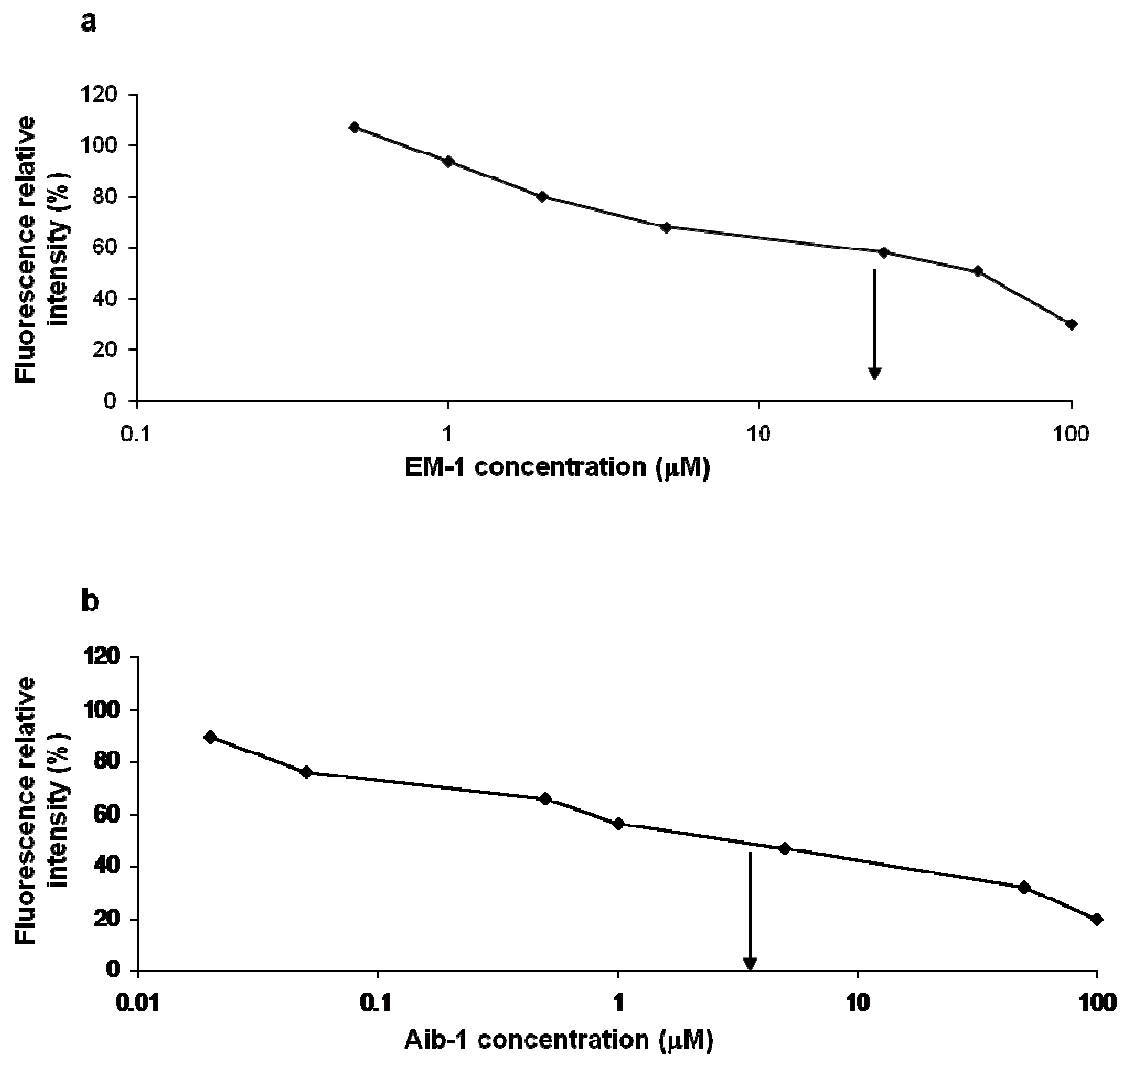 a
120
100
80
60
40
20
0
Fluorescence relative
intensity (%)
0.1 1 10 100
EM-1 concentration (μM)
b
120
100
80
60
40
20
0
Fluorescence relative
intensity (%)
0.01 0.1 1 10 100
Aib-1 concentration (μM)